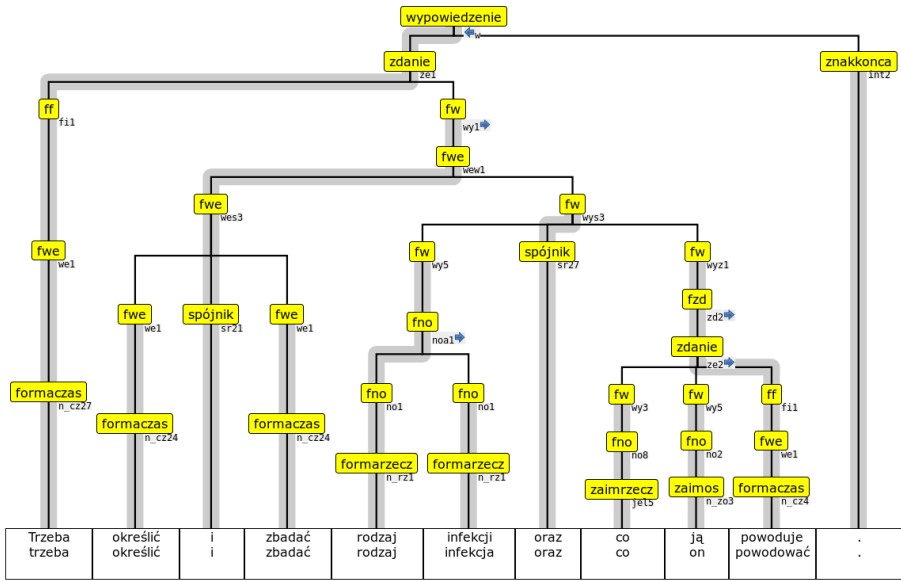 wypowiedzenie
w
zdanie
ze1
znakkonca
int2
ff
fi1
fw
wy1
fwe
wew1
fwe
wes3
fw
wys3
fwe
we1
fw
wy5
spójnik
sr27
fw
wyz1
fzd
zd2
fwe
we1
spójnik
sr21
fwe
we1
fno
noa1
zdanie
ze2
formaczas
n_cz27
fno
no1
fno
no1
fw
wy3
fw
wy5
ff
fi1
formaczas
n_cz24
formaczas
n_cz24
fno
no8
fno
no2
fwe
we1
formarzecz
n_rz1
formarzecz
n_rz1
zaimrzecz
jel5
zaimos
n_zo3
formaczas
n_cz4
Trzeba określić i zbadać rodzaj infekcji oraz co ją powoduje .
trzeba określić i zbadać rodzaj infekcja oraz co on powodować .